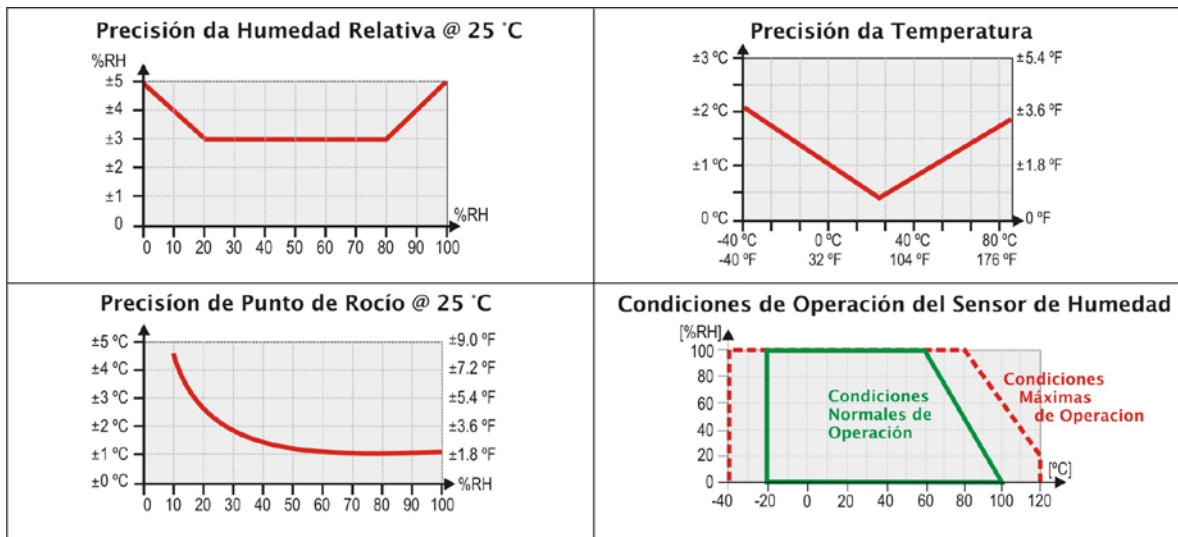 Precisión da Humedad Relativa @ 25 °C
%RH
±5
±4
±3
±2
±1
0
%RH
0 10 20 30 40 50 60 70 80 90 100
Precisión da Temperatura
±3 ºC ±5.4 ºF
±2 ºC ±3.6 ºF
±1 ºC ±1.8 ºF
0 ºC 0 ºF
-40 ºC 0 ºC 40 ºC 80 ºC
-40 ºF 32 ºF 104 ºF 176 ºF
Precisíon de Punto de Rocío @ 25 °C
±5 ºC ±9.0 ºF
±4 ºC ±7.2 ºF
±3 ºC ±5.4 ºF
±2 ºC ±3.6 ºF
±1 ºC ±1.8 ºF
±0 ºC %RH
0 10 20 30 40 50 60 70 80 90 100
Condiciones de Operación del Sensor de Humedad
[%RH]
100
80
60
40
20
0
Condiciones
Normales de
Operación
Condiciones
Máximas
de Operacion
[ºC]
-40 -20 0 20 40 60 80 100 120